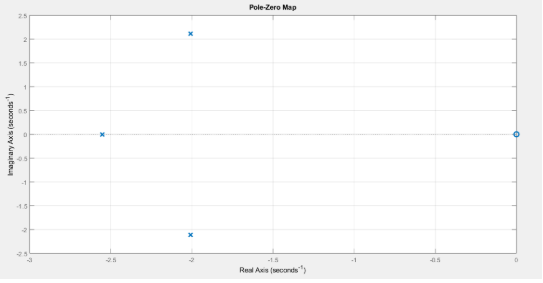 Pole-Zero Map
2.5
2
1.5
1
0.5
0
-0.5
-1
-1.5
-2
-2.5
Imaginary Axis (seconds⁻¹)
-3 -2.5 -2 -1.5 -1 -0.5 0
Real Axis (seconds⁻¹)